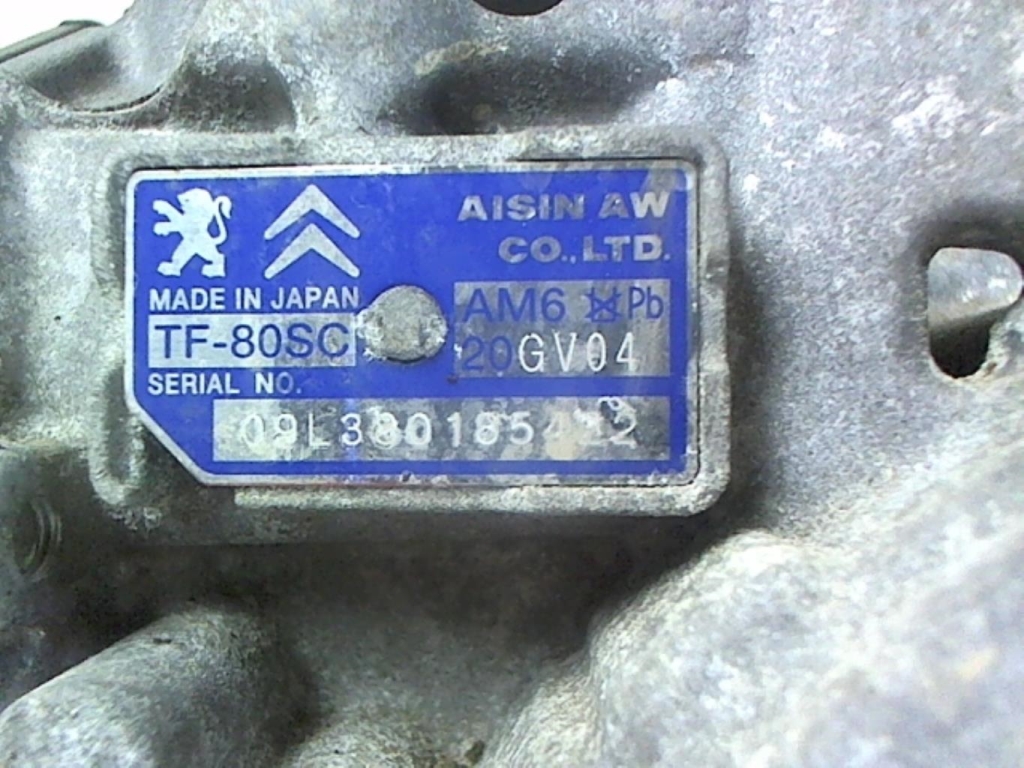 AISIN AW
CO.,LTD.
MADE IN JAPAN
TF-80SC
AM6 Pb
20GV04
SERIAL NO.